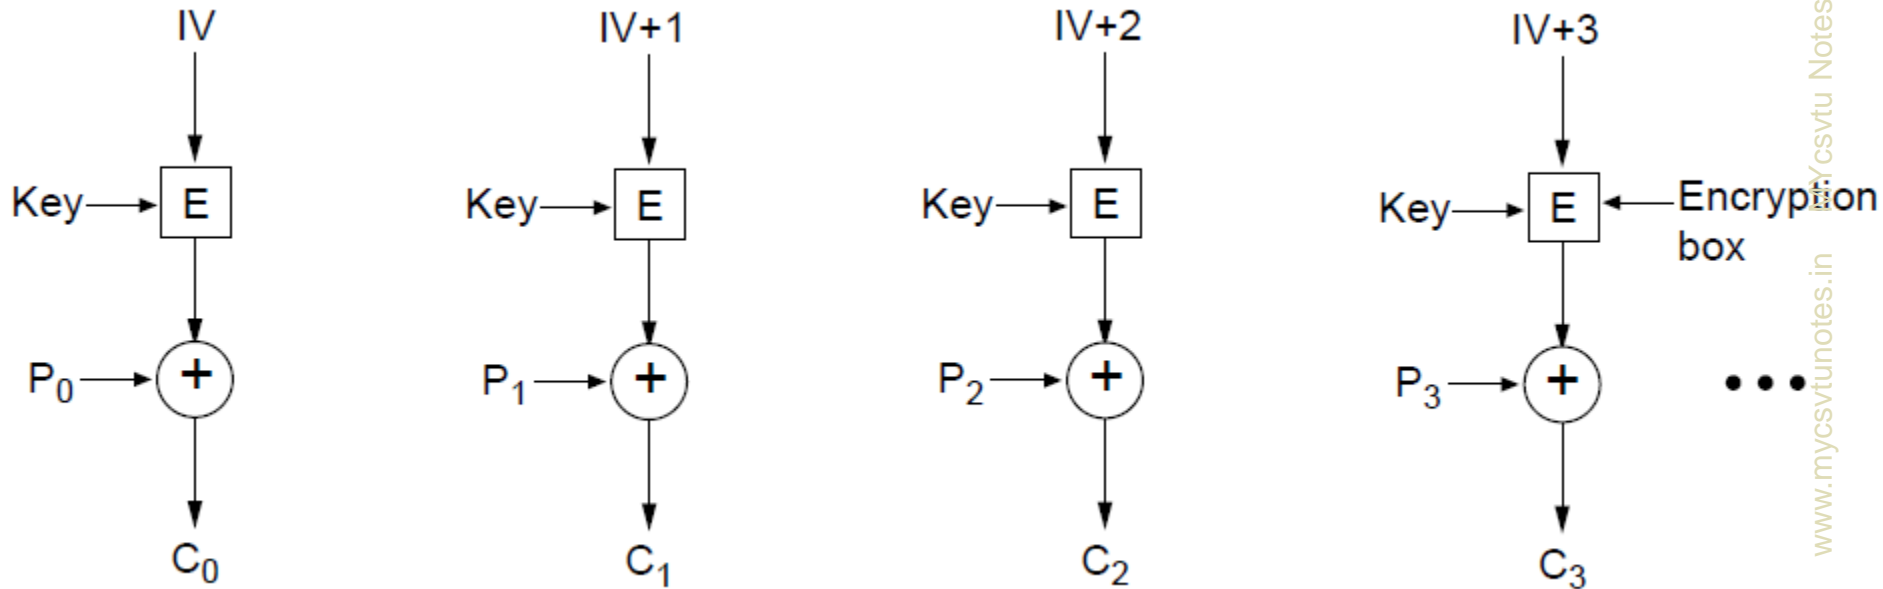 IV IV+1 IV+2 IV+3
Key E Key E Key E Key E Encryption
box
P0 + P1 + P2 + P3 + •••
C0 C1 C2 C3
www.mycsvtunotes.in MYcsvtu Notes